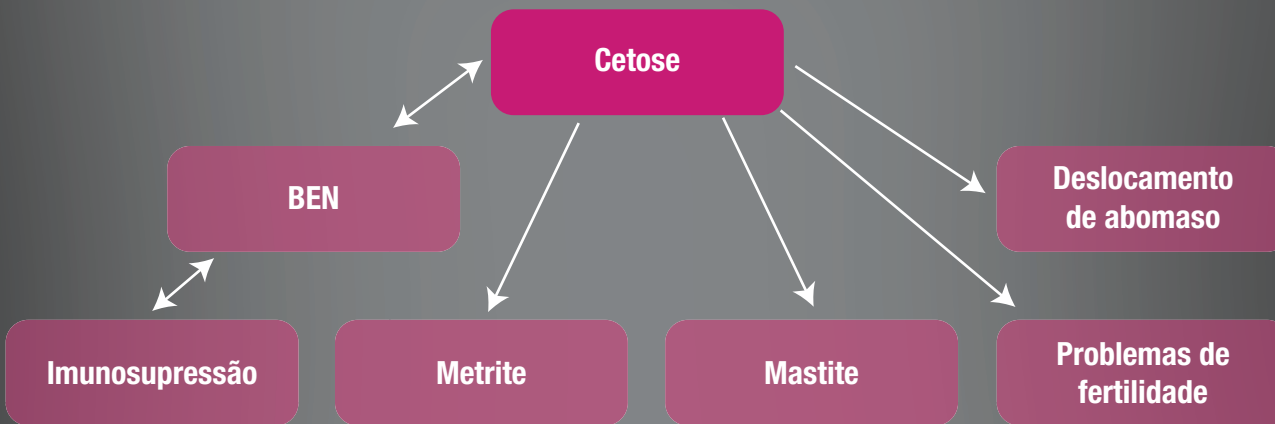 Cetose
BEN
Deslocamento
de abomaso
Imunosupressão
Metrite
Mastite
Problemas de
fertilidade